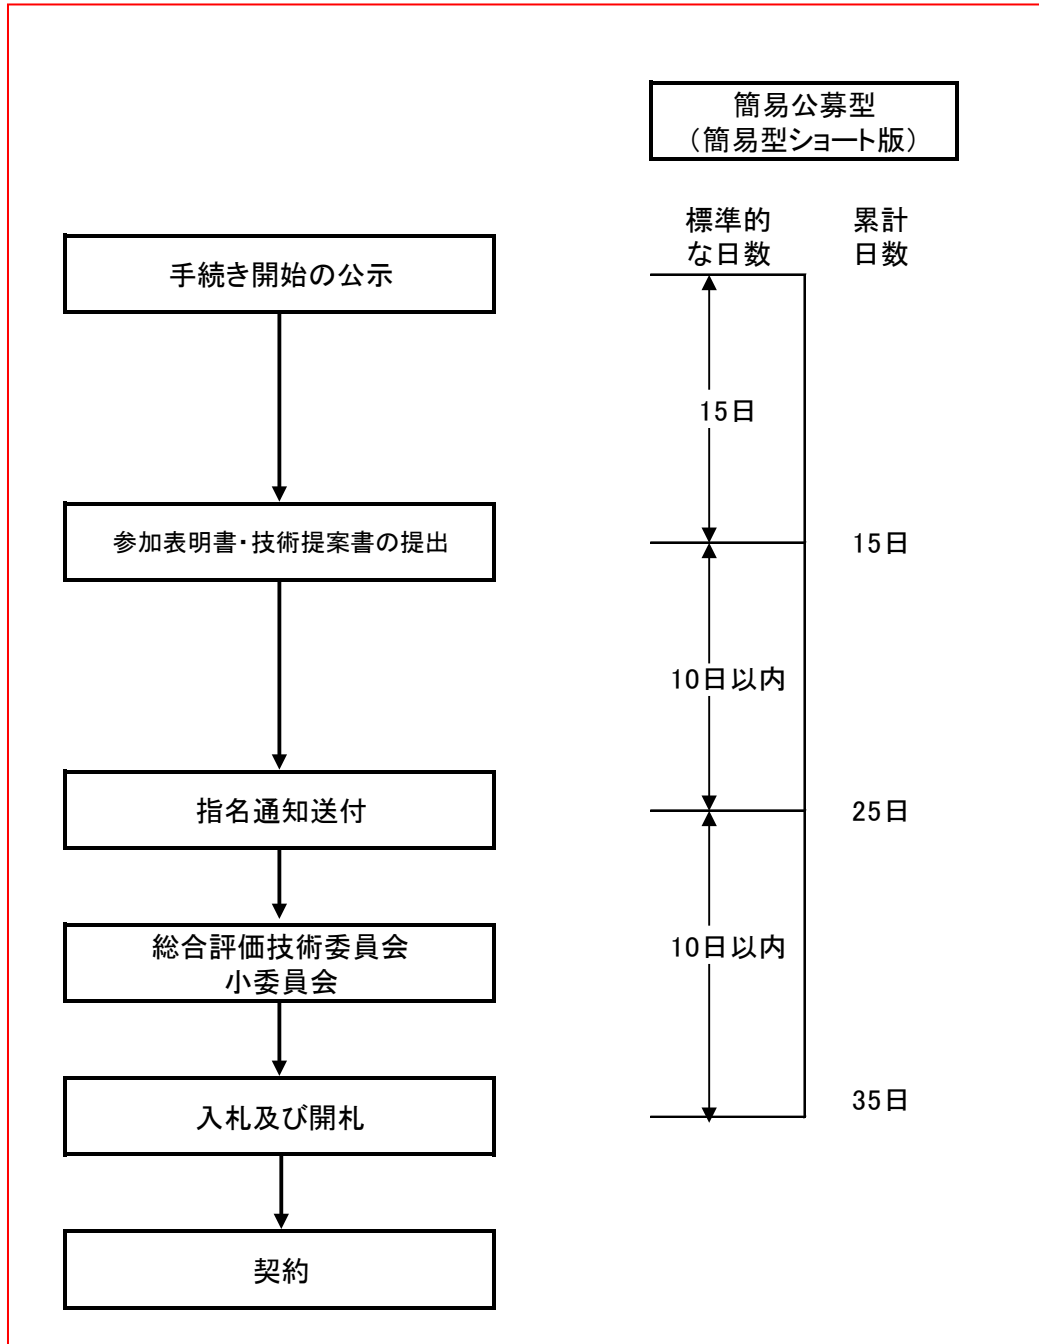 簡易公募型
（簡易型ショート版）
標準的
な日数
累計
日数
手続き開始の公示
15日
参加表明書・技術提案書の提出
15日
10日以内
指名通知送付
25日
総合評価技術委員会
小委員会
10日以内
入札及び開札
35日
契約